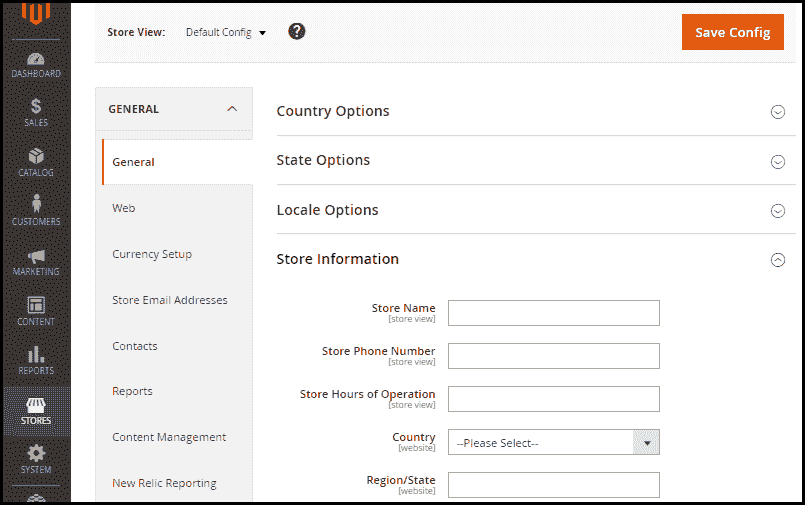 Store View: Default Config ?
Save Config
DASHBOARD
SALES
CATALOG
CUSTOMERS
MARKETING
CONTENT
REPORTS
STORES
SYSTEM
GENERAL
General
Web
Currency Setup
Store Email Addresses
Contacts
Reports
Content Management
New Relic Reporting
Country Options
State Options
Locale Options
Store Information
Store Name
[store view]
Store Phone Number
[store view]
Store Hours of Operation
[store view]
Country --Please Select--
[website]
Region/State
[website]